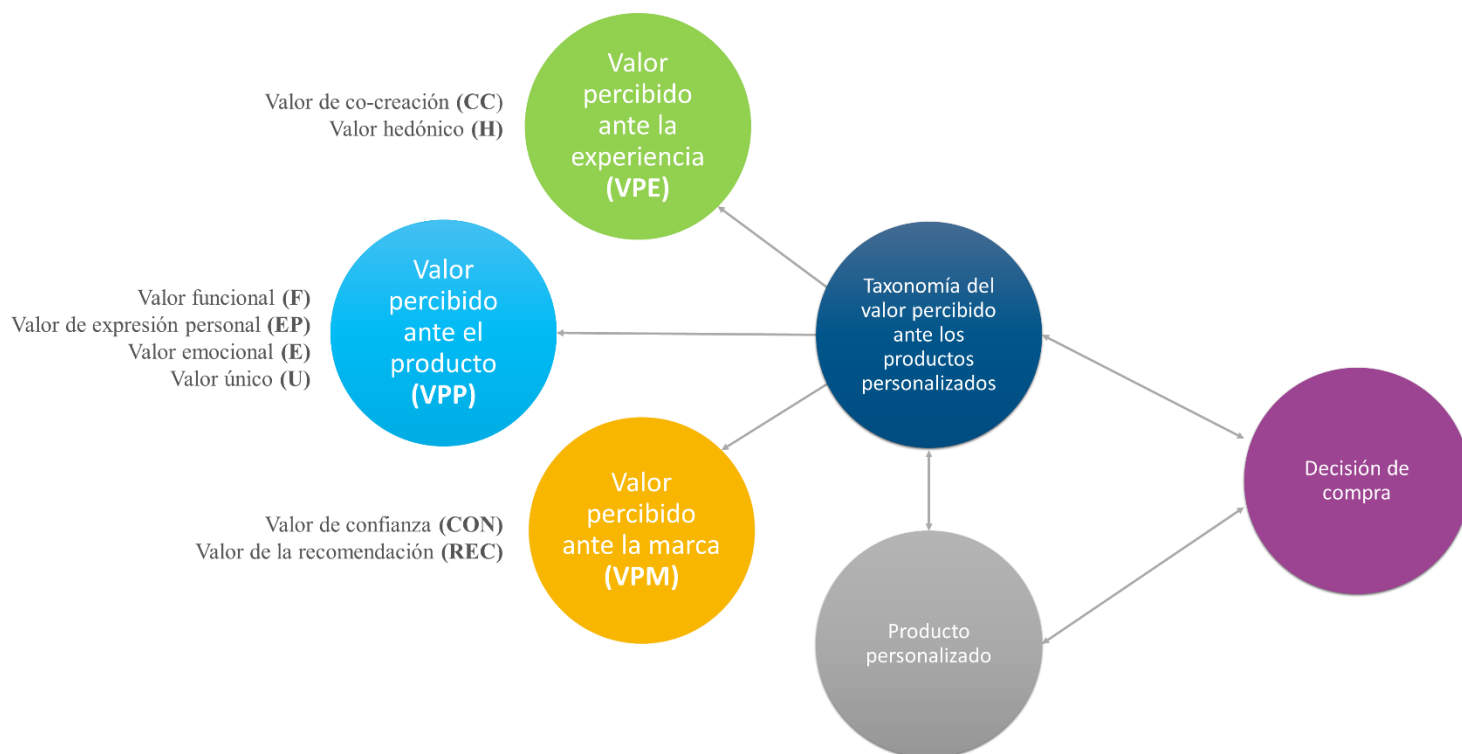 Valor de co-creación (CC)
Valor hedónico (H)
Valor
percibido
ante la
experiencia
(VPE)
Valor funcional (F)
Valor de expresión personal (EP)
Valor emocional (E)
Valor único (U)
Valor
percibido
ante el
producto
(VPP)
Taxonomía del
valor percibido
ante los
productos
personalizados
Valor de confianza (CON)
Valor de la recomendación (REC)
Valor
percibido
ante la marca
(VPM)
Decisión de
compra
Producto
personalizado